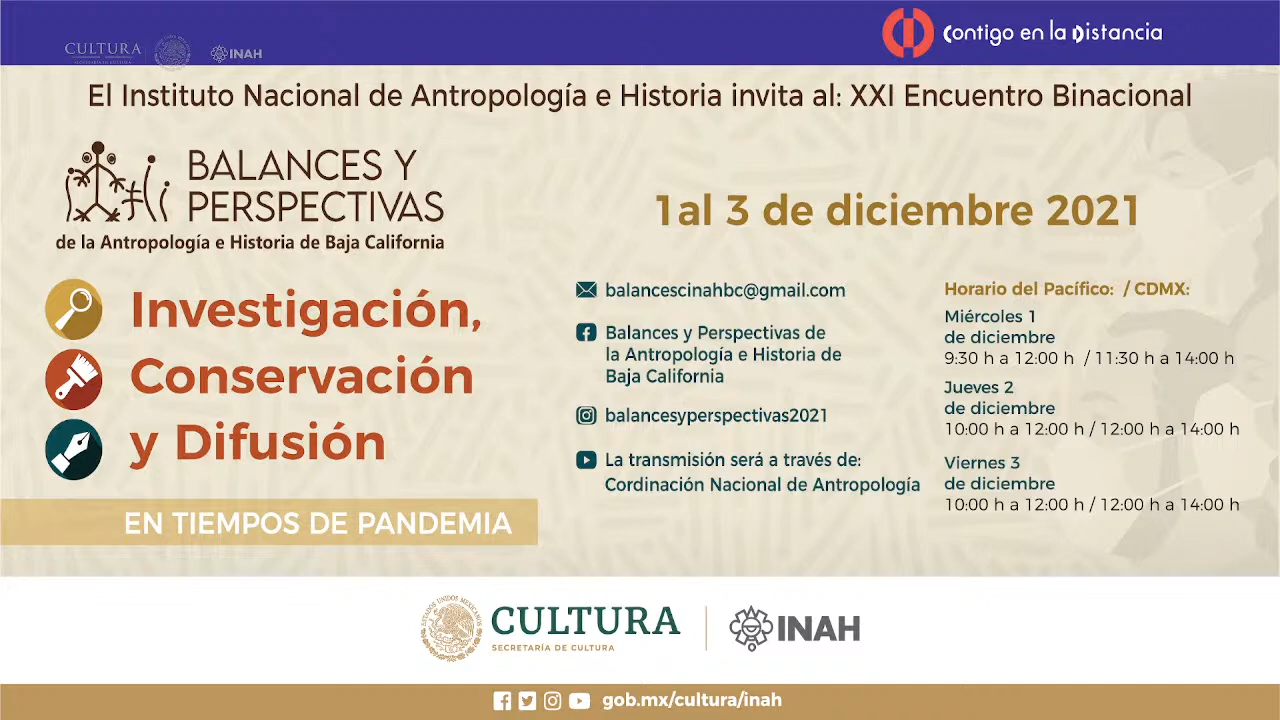 CULTURA
INAH
Contigo en la Distancia
El Instituto Nacional de Antropología e Historia invita al: XXI Encuentro Binacional
BALANCES Y
PERSPECTIVAS
de la Antropología e Historia de Baja California
1al 3 de diciembre 2021
Investigación,
Conservación
y Difusión
EN TIEMPOS DE PANDEMIA
balancescinahbc@gmail.com
Balances y Perspectivas de
la Antropología e Historia de
Baja California
balancesyperspectivas2021
La transmisión será a través de:
Cordinación Nacional de Antropología
Horario del Pacífico: / CDMX:
Miércoles 1
de diciembre
9:30 h a 12:00 h / 11:30 h a 14:00 h
Jueves 2
de diciembre
10:00 h a 12:00 h / 12:00 h a 14:00 h
Viernes 3
de diciembre
10:00 h a 12:00 h / 12:00 h a 14:00 h
ESTADOS UNIDOS MEXICANOS
CULTURA
SECRETARÍA DE CULTURA
INAH
gob.mx/cultura/inah